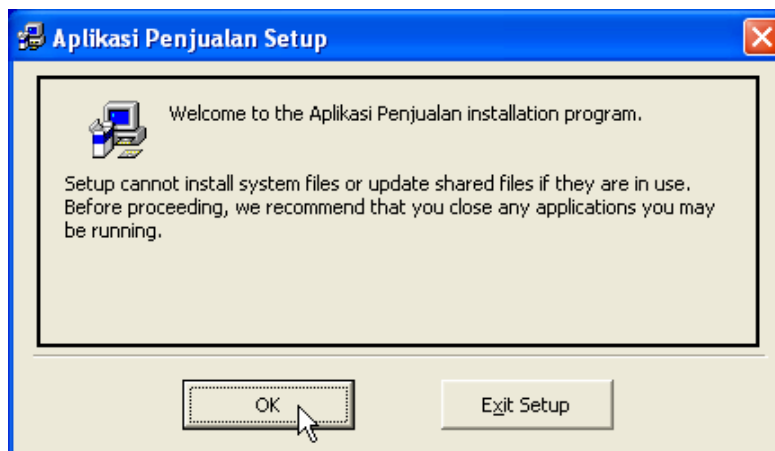 Aplikasi Penjualan Setup
Welcome to the Aplikasi Penjualan installation program.
Setup cannot install system files or update shared files if they are in use.
Before proceeding, we recommend that you close any applications you may
be running.
OK
Exit Setup